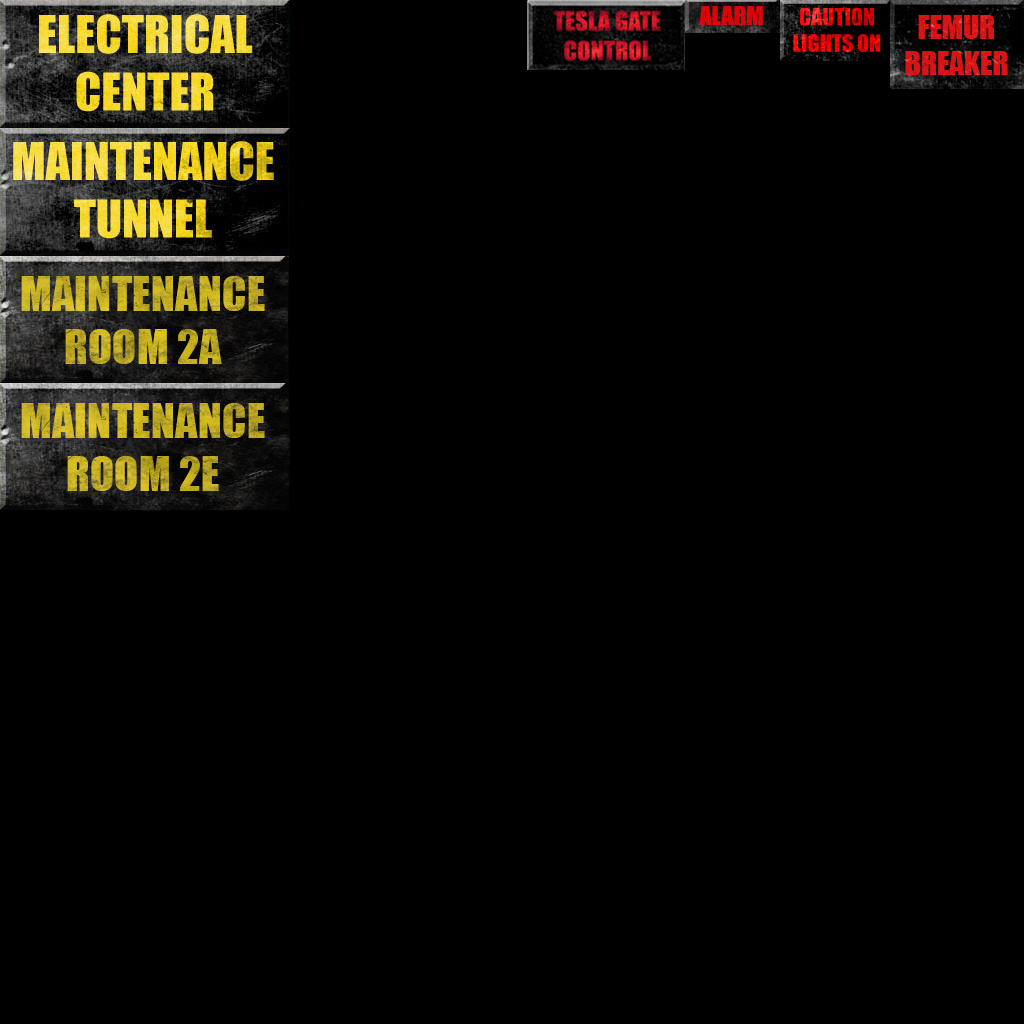 ELECTRICAL
CENTER
MAINTENANCE
TUNNEL
MAINTENANCE
ROOM 2A
MAINTENANCE
ROOM 2E
TESLA GATE
CONTROL
ALARM
CAUTION
LIGHTS ON
FEMUR
BREAKER